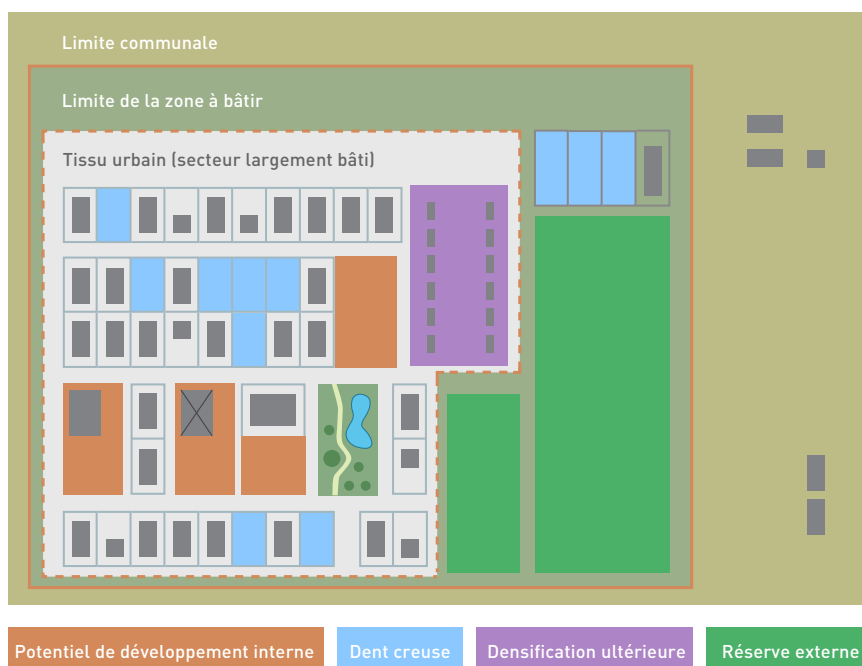 Limite communale
Limite de la zone à bâtir
Tissu urbain (secteur largement bâti)
Potentiel de développement interne
Dent creuse
Densification ultérieure
Réserve externe